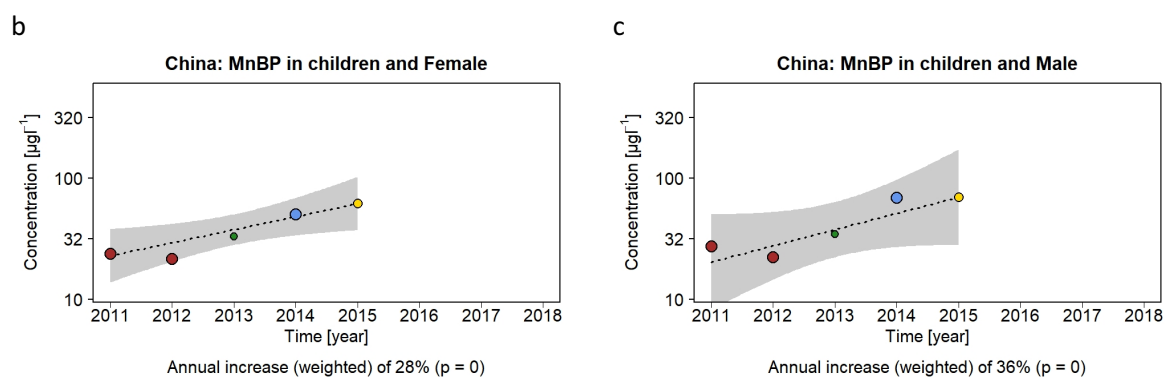 b
China: MnBP in children and Female
Concentration [µgl⁻¹]
320
100
32
10
2011 2012 2013 2014 2015 2016 2017 2018
Time [year]
Annual increase (weighted) of 28% (p = 0)
c
China: MnBP in children and Male
Concentration [µgl⁻¹]
320
100
32
10
2011 2012 2013 2014 2015 2016 2017 2018
Time [year]
Annual increase (weighted) of 36% (p = 0)